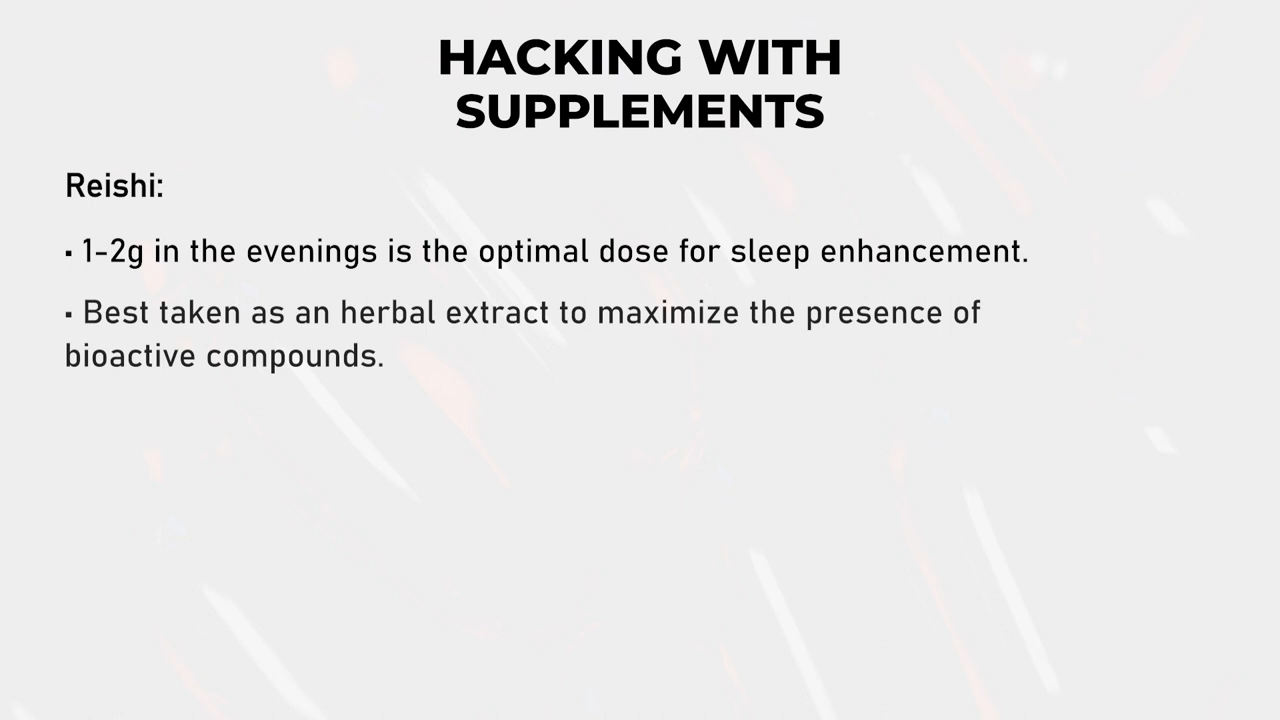 HACKING WITH
SUPPLEMENTS
Reishi:
▪ 1-2g in the evenings is the optimal dose for sleep enhancement.
▪ Best taken as an herbal extract to maximize the presence of
bioactive compounds.